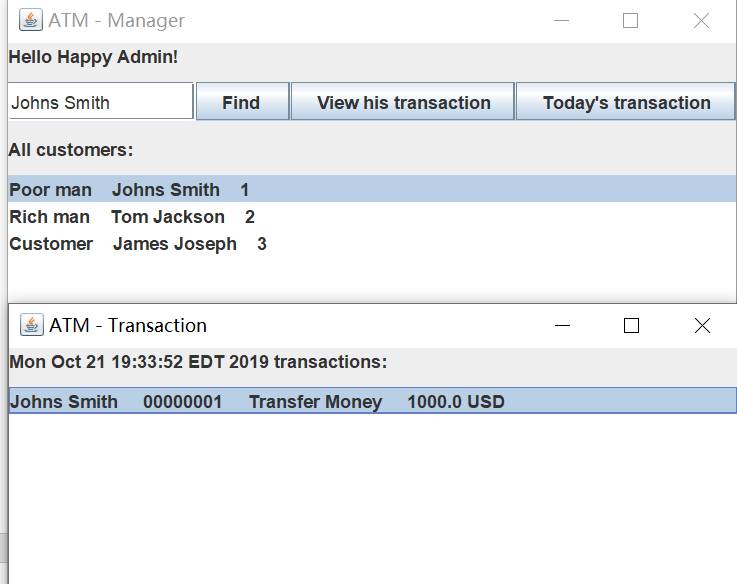 ATM - Manager
Hello Happy Admin!
Johns Smith Find View his transaction Today's transaction
All customers:
Poor man Johns Smith 1
Rich man Tom Jackson 2
Customer James Joseph 3
ATM - Transaction
Mon Oct 21 19:33:52 EDT 2019 transactions:
Johns Smith 00000001 Transfer Money 1000.0 USD